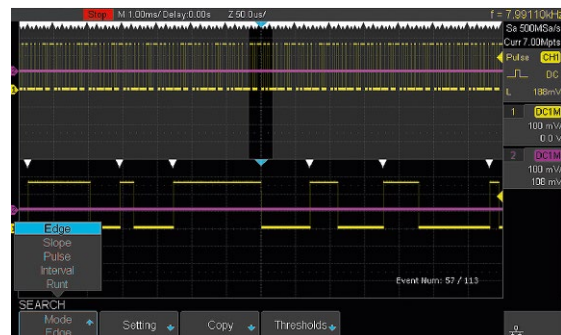 Stop M 1.00ms/ Delay:0.00s Z 50.0us/ f = 7.99110kHz
Sa 500MSa/s
Curr 7.00Mpts
Pulse CH1
DC
L 188mV
1 DC1M
100 mV/
0.0 V
2 DC1M
100 mV/
108 mV
Edge
Slope
Pulse
Interval
Runt
Event Num: 57 / 113
SEARCH
Mode
Edge
Setting
Copy
Thresholds